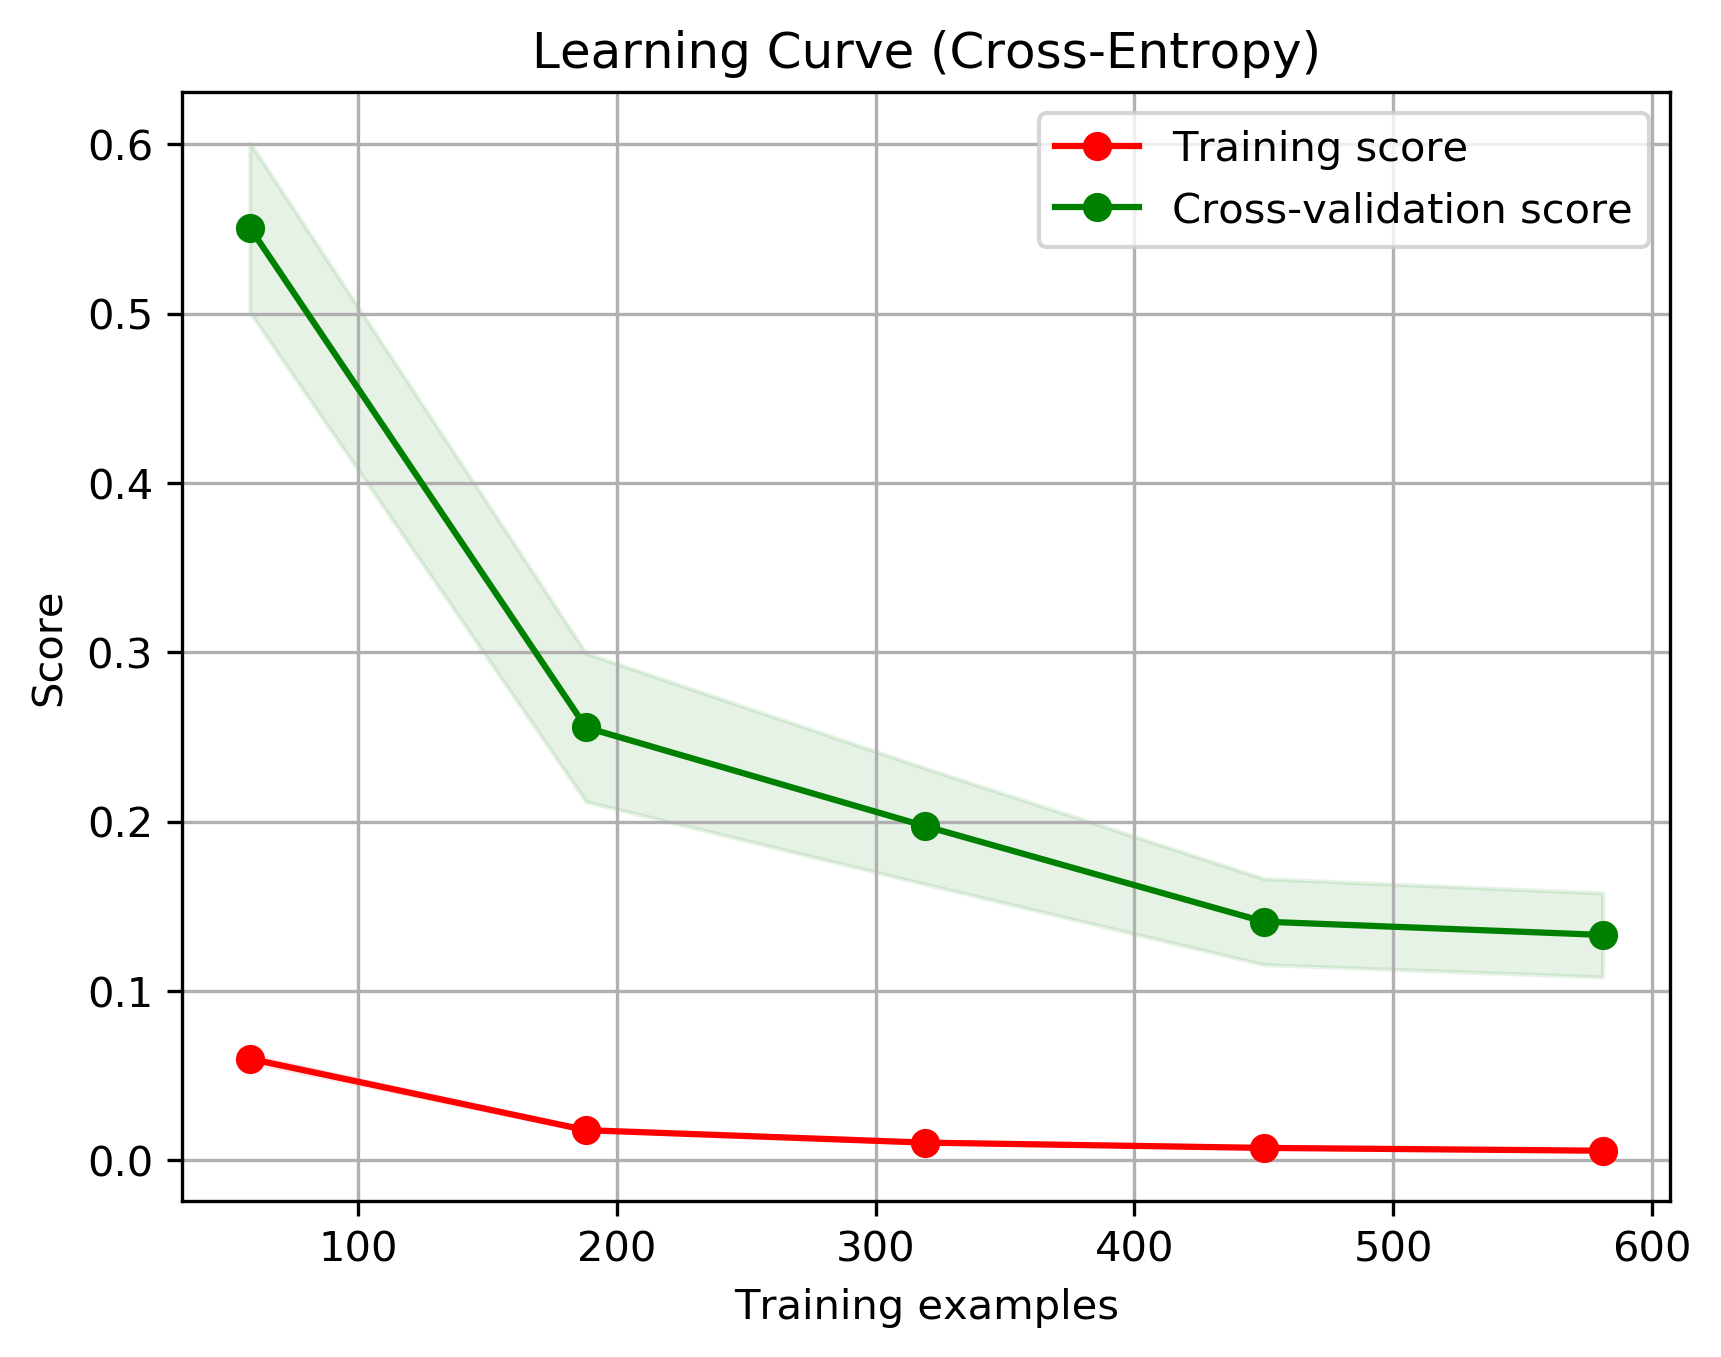 Learning Curve (Cross-Entropy)
Training score
Cross-validation score
0.6
0.5
0.4
0.3
0.2
0.1
0.0
Score
100 200 300 400 500 600
Training examples